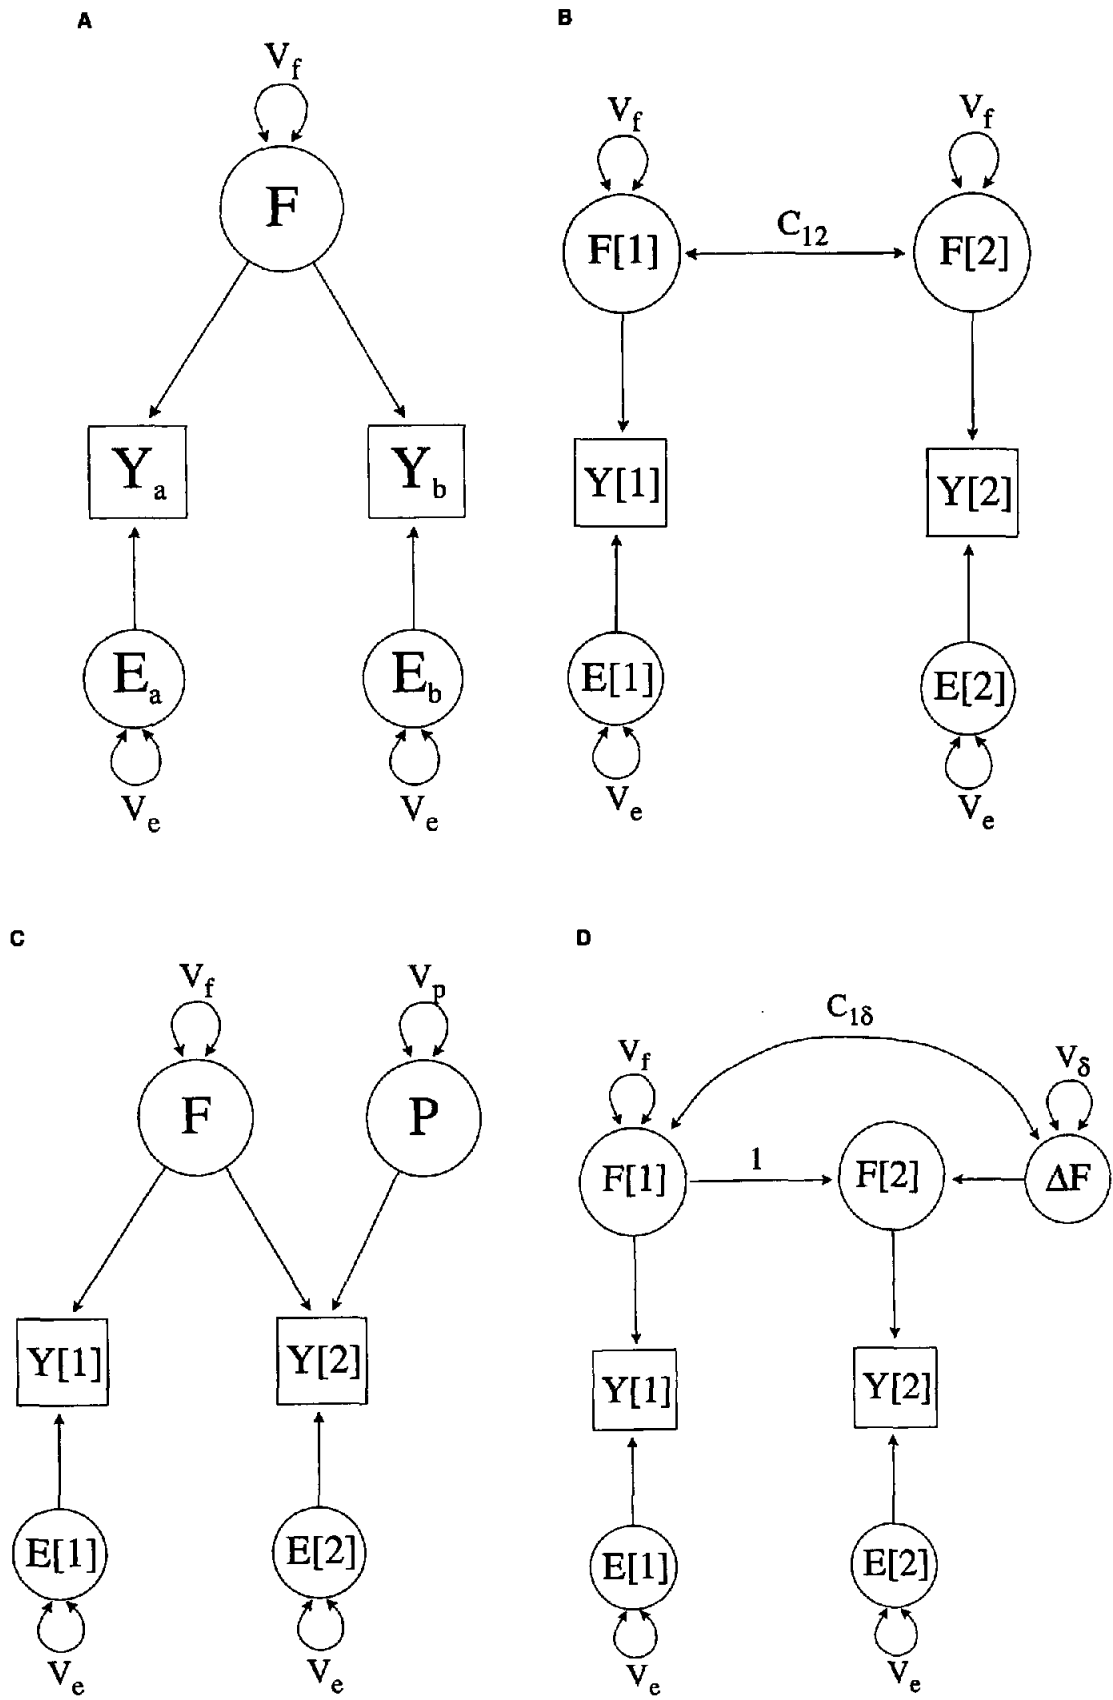 A
V_f
F
Y_a Y_b
E_a E_b
V_e V_e
B
V_f V_f
F[1] C_12 F[2]
Y[1] Y[2]
E[1] E[2]
V_e V_e
C
V_f V_p
F P
Y[1] Y[2]
E[1] E[2]
V_e V_e
D
C_1δ
V_f V_δ
F[1] 1 F[2] ΔF
Y[1] Y[2]
E[1] E[2]
V_e V_e